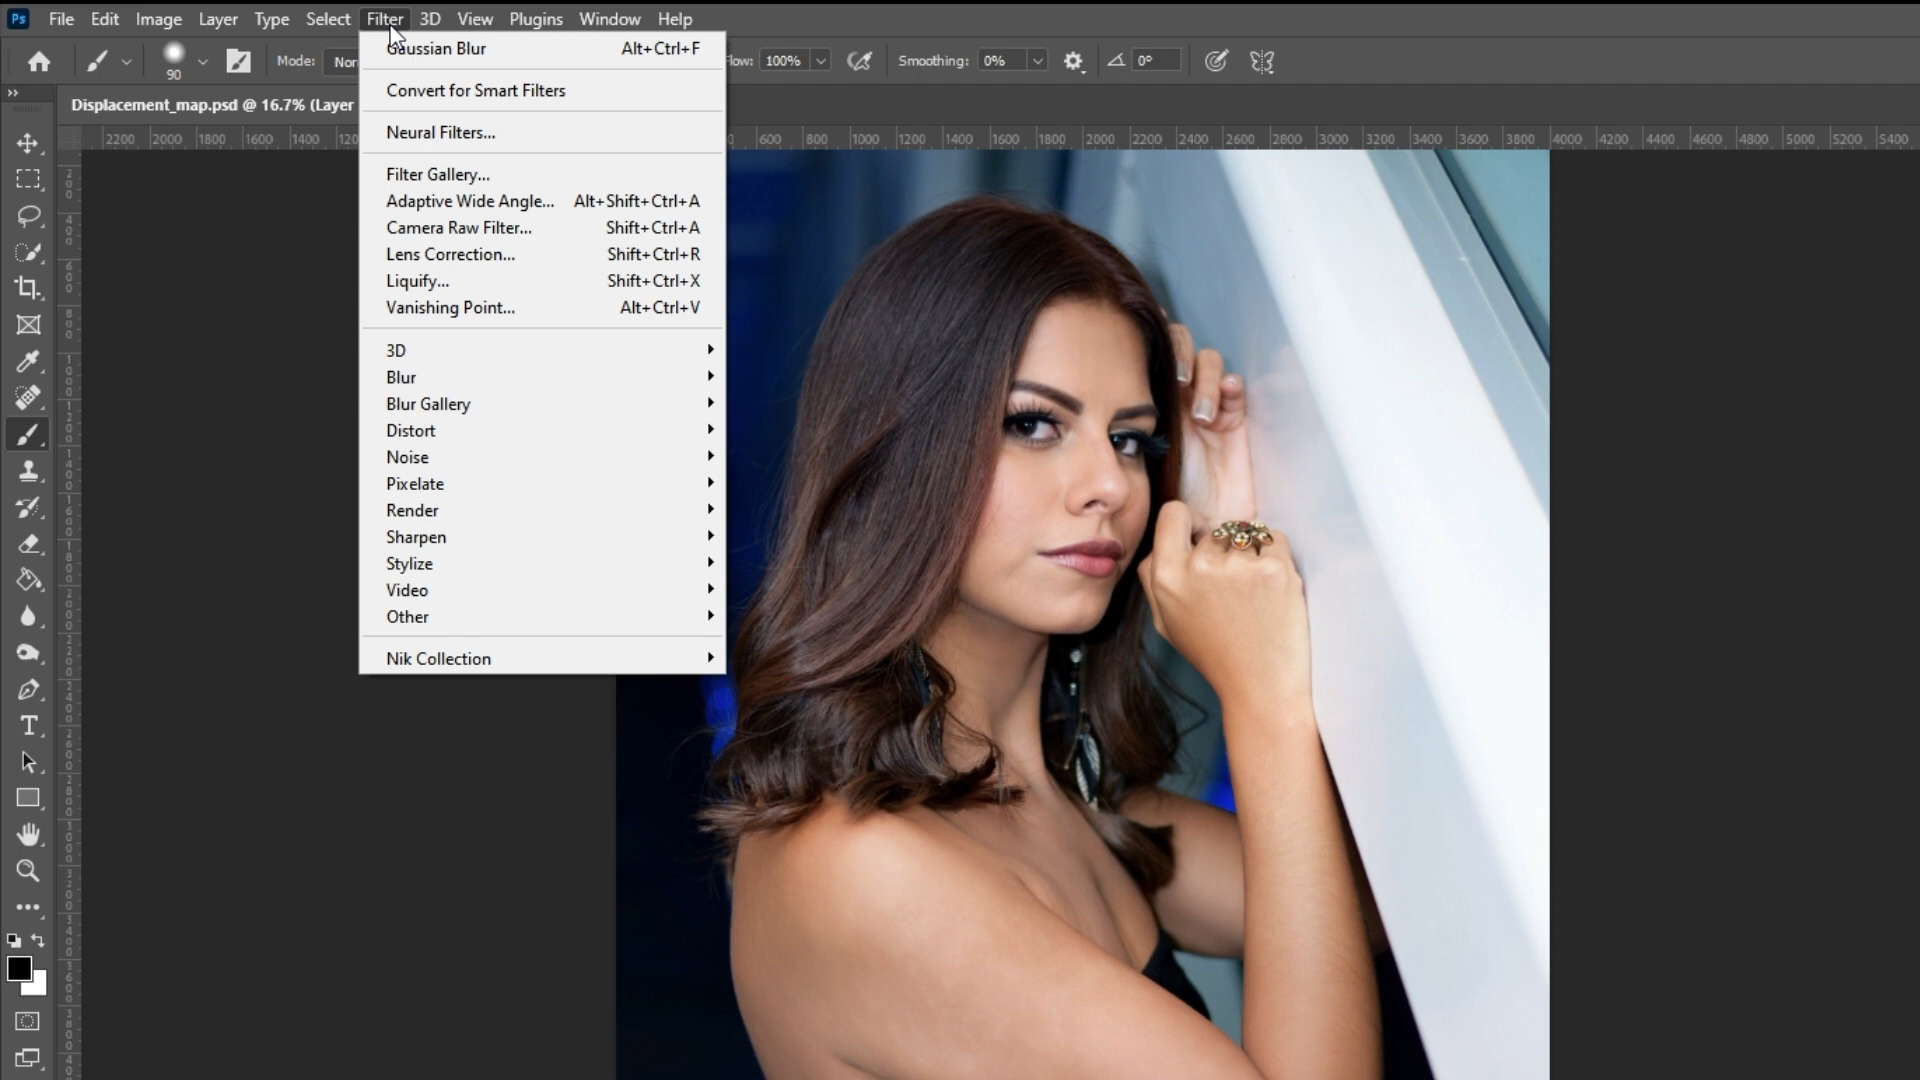 Ps File Edit Image Layer Type Select Filter 3D View Plugins Window Help
90 Mode: Flow: 100% Smoothing: 0% 0°
Displacement_map.psd @ 16.7% (Layer
2200 2000 1800 1600 1400 600 800 1000 1200 1400 1600 1800 2000 2200 2400 2600 2800 3000 3200 3400 3600 3800 4000 4200 4400 4600 4800 5000 5200 5400
Gaussian Blur Alt+Ctrl+F
Convert for Smart Filters
Neural Filters...
Filter Gallery...
Adaptive Wide Angle... Alt+Shift+Ctrl+A
Camera Raw Filter... Shift+Ctrl+A
Lens Correction... Shift+Ctrl+R
Liquify... Shift+Ctrl+X
Vanishing Point... Alt+Ctrl+V
3D
Blur
Blur Gallery
Distort
Noise
Pixelate
Render
Sharpen
Stylize
Video
Other
Nik Collection